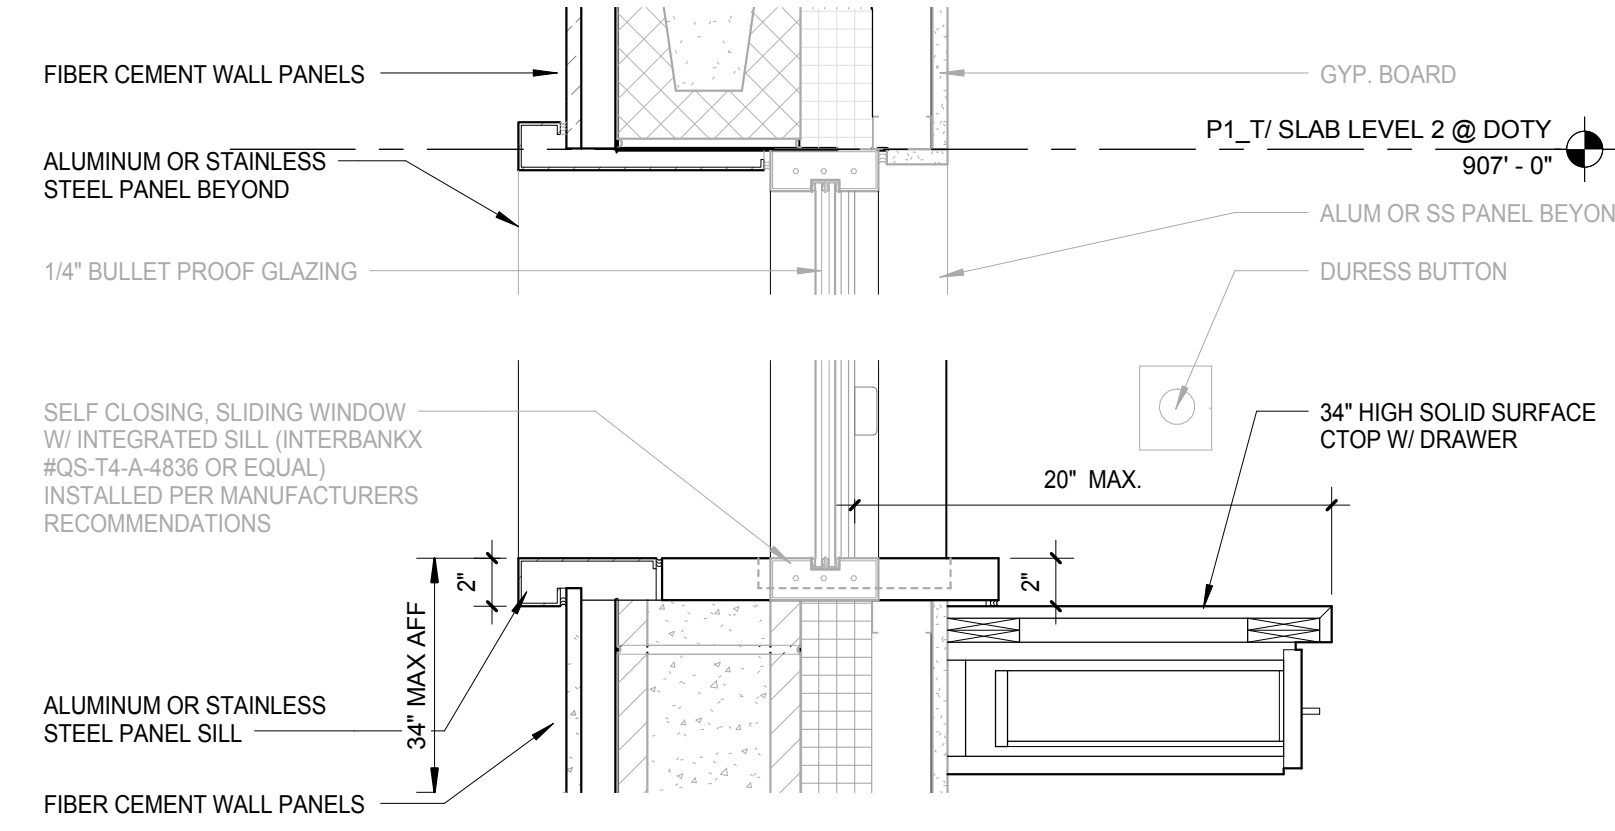 FIBER CEMENT WALL PANELS
GYP. BOARD
P1_T/ SLAB LEVEL 2 @ DOTY
907' - 0"
ALUMINUM OR STAINLESS
STEEL PANEL BEYOND
ALUM OR SS PANEL BEYON
1/4" BULLET PROOF GLAZING
DURESS BUTTON
SELF CLOSING, SLIDING WINDOW
W/ INTEGRATED SILL (INTERBANKX
#QS-T4-A-4836 OR EQUAL)
INSTALLED PER MANUFACTURERS
RECOMMENDATIONS
34" HIGH SOLID SURFACE
CTOP W/ DRAWER
20" MAX.
2"
2"
34" MAX AFF
ALUMINUM OR STAINLESS
STEEL PANEL SILL
FIBER CEMENT WALL PANELS